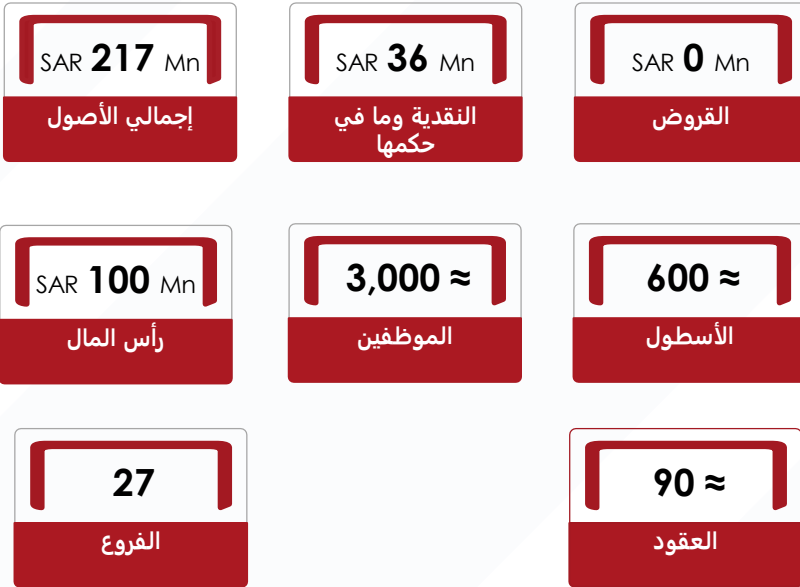 SAR 0 Mn
القروض
SAR 36 Mn
النقدية وما في
حكمها
SAR 217 Mn
إجمالي الأصول
600 ≈
الأسطول
3,000 ≈
الموظفين
SAR 100 Mn
رأس المال
90 ≈
العقود
27
الفروع